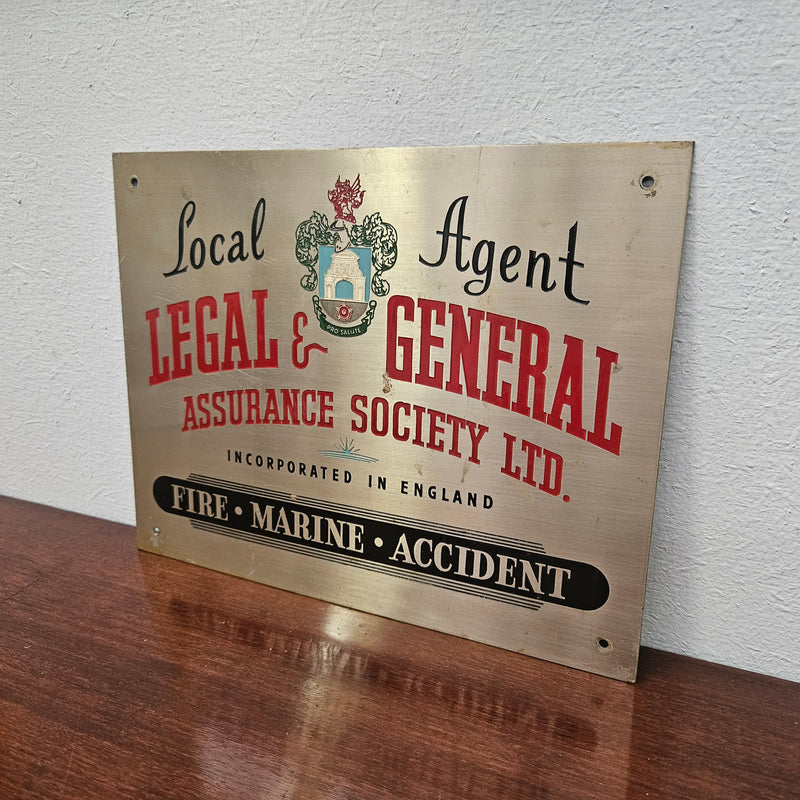 Local Agent
PRO SALUTE
LEGAL & GENERAL
ASSURANCE SOCIETY LTD.
INCORPORATED IN ENGLAND
FIRE • MARINE • ACCIDENT